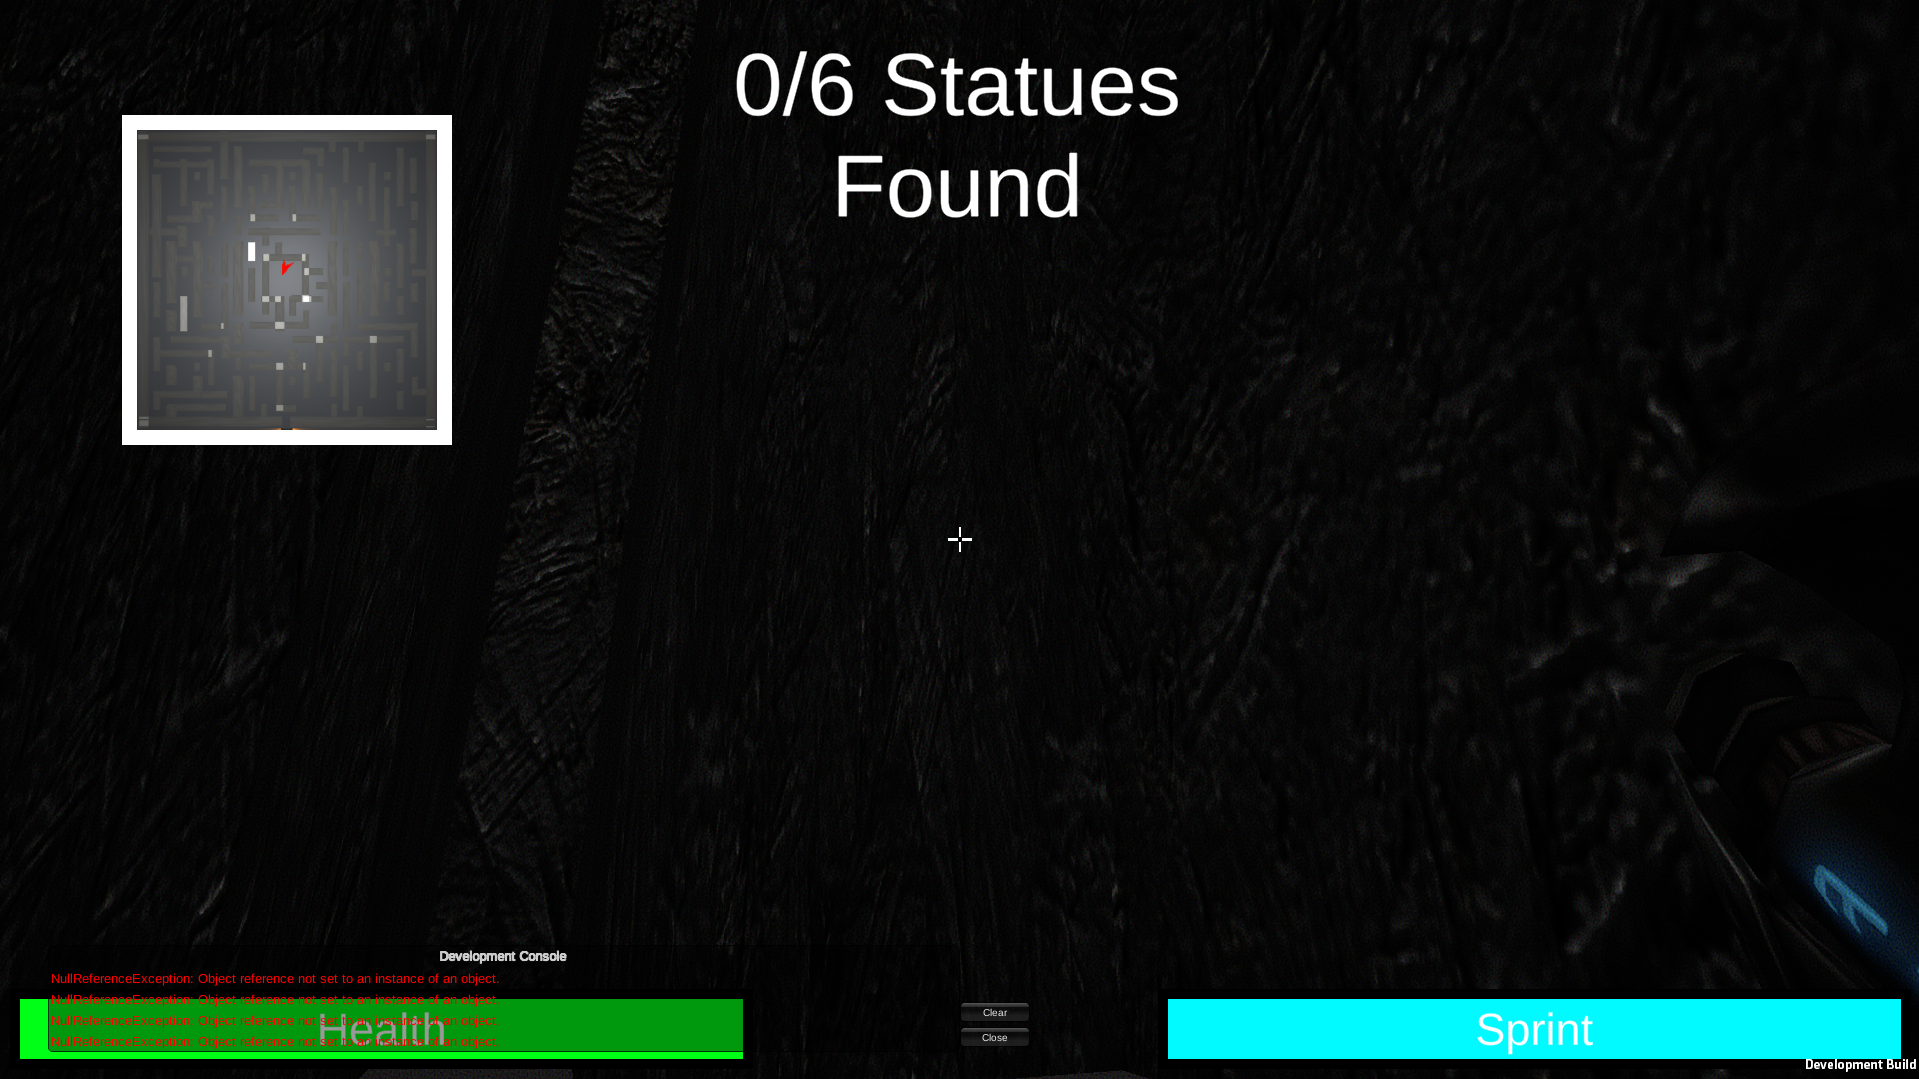 0/6 Statues
Found
Development Console
NullReferenceException: Object reference not set to an instance of an object.
NullReferenceException: Object reference not set to an instance of an object.
NullReferenceException: Object reference not set to an instance of an object.
NullReferenceException: Object reference not set to an instance of an object.
Health
Clear
Close
Sprint
Development Build